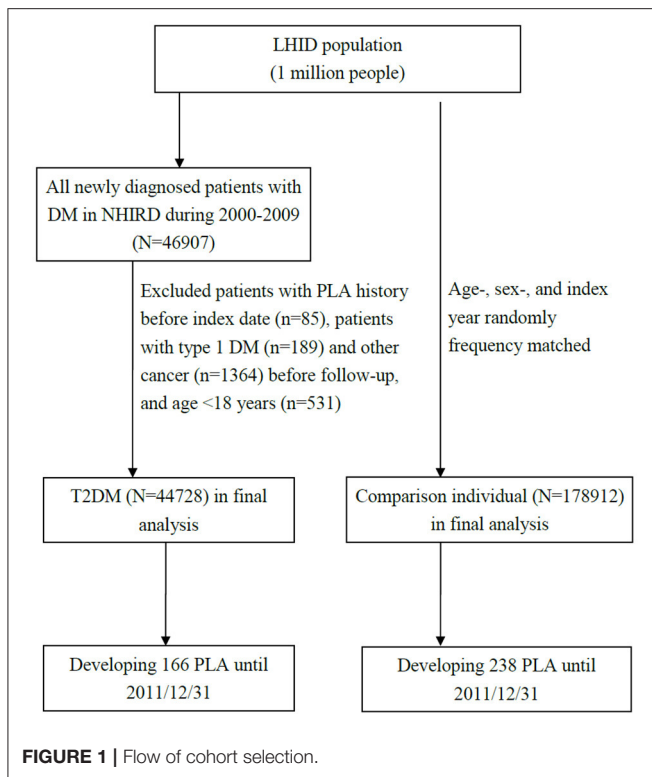 LHID population
(1 million people)
All newly diagnosed patients with
DM in NHIRD during 2000-2009
(N=46907)
Excluded patients with PLA history
before index date (n=85), patients
with type 1 DM (n=189) and other
cancer (n=1364) before follow-up,
and age <18 years (n=531)
Age-, sex-, and index
year randomly
frequency matched
T2DM (N=44728) in final
analysis
Comparison individual (N=178912)
in final analysis
Developing 166 PLA until
2011/12/31
Developing 238 PLA until
2011/12/31
FIGURE 1 | Flow of cohort selection.